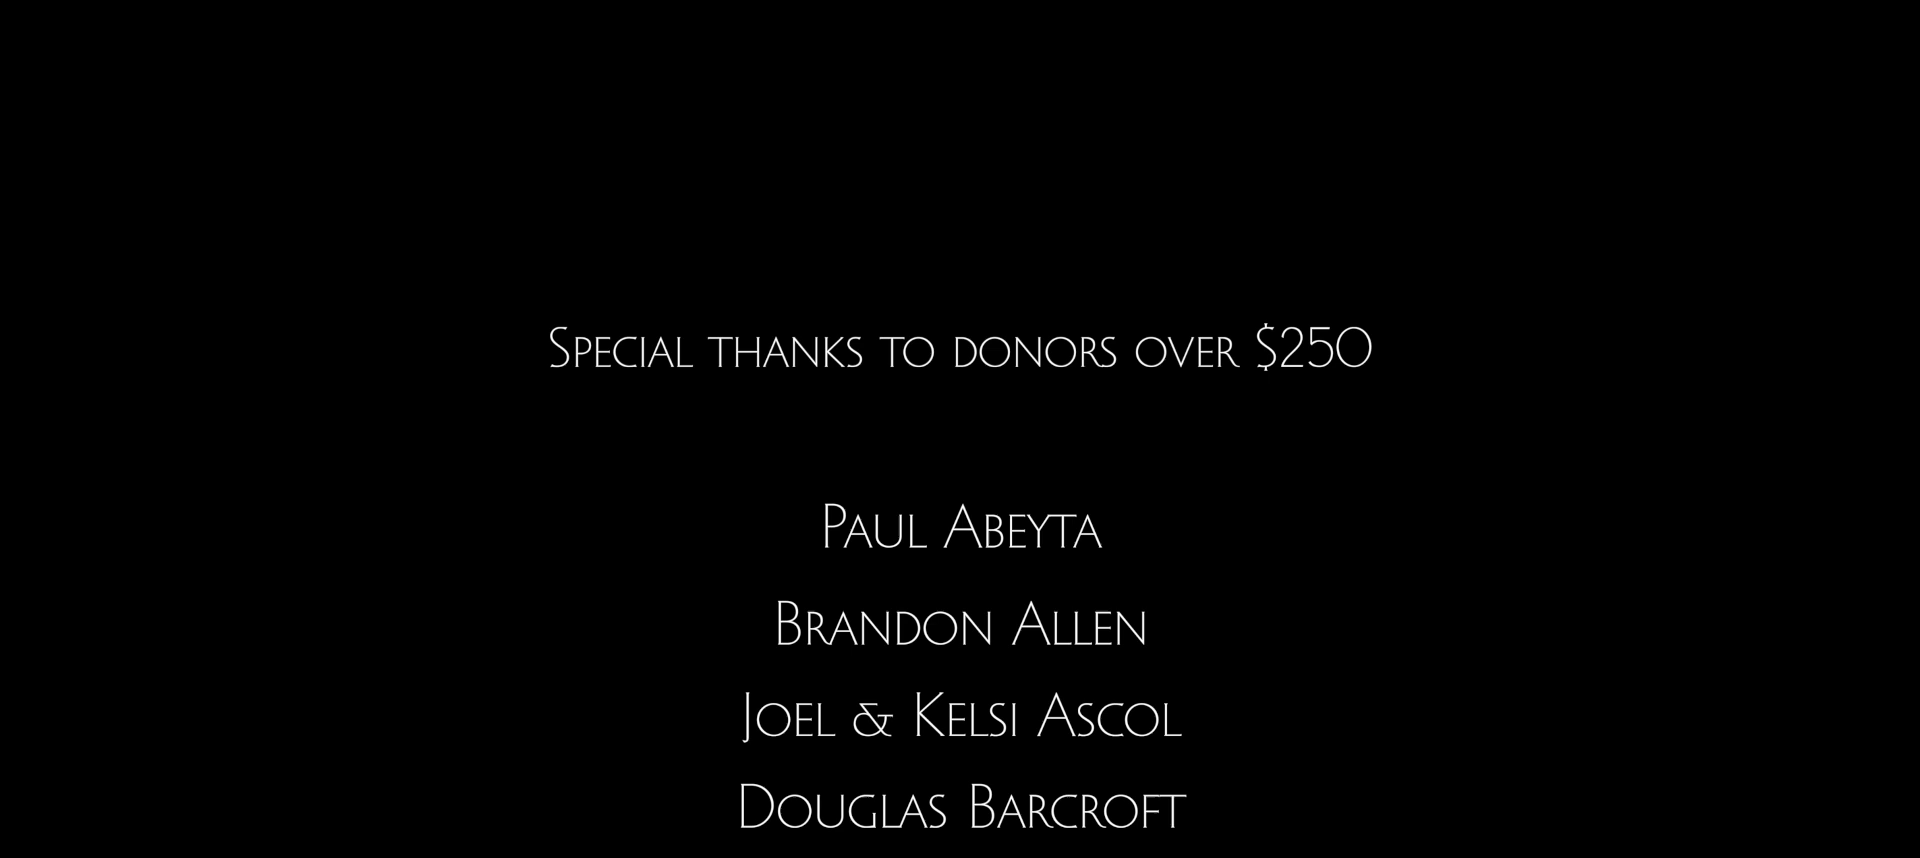 Special thanks to donors over $250
Paul Abeyta
Brandon Allen
Joel & Kelsi Ascol
Douglas Barcroft